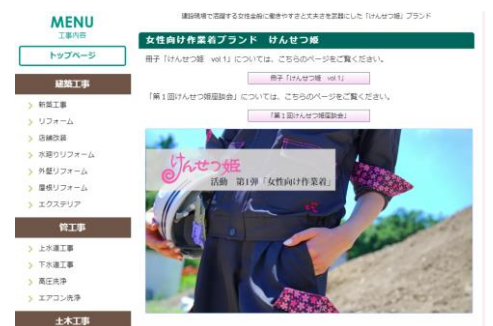 MENU
工事内容
トップページ
建築工事
新築工事
リフォーム
店舗改装
水廻りリフォーム
外壁リフォーム
屋根リフォーム
エクステリア
管工事
上水道工事
下水道工事
高圧洗浄
エアコン洗浄
土木工事
建設現場で活躍する女性全般に働きやすさと丈夫さを武器にした「けんせつ姫」ブランド
女性向け作業着ブランド けんせつ姫
冊子「けんせつ姫 vol.1」については、こちらのページをご覧ください。
冊子「けんせつ姫 vol.1」
「第1回けんせつ姫座談会」については、こちらのページをご覧ください。
「第1回けんせつ姫座談会」
けんせつ姫
活動 第1弾「女性向け作業着」